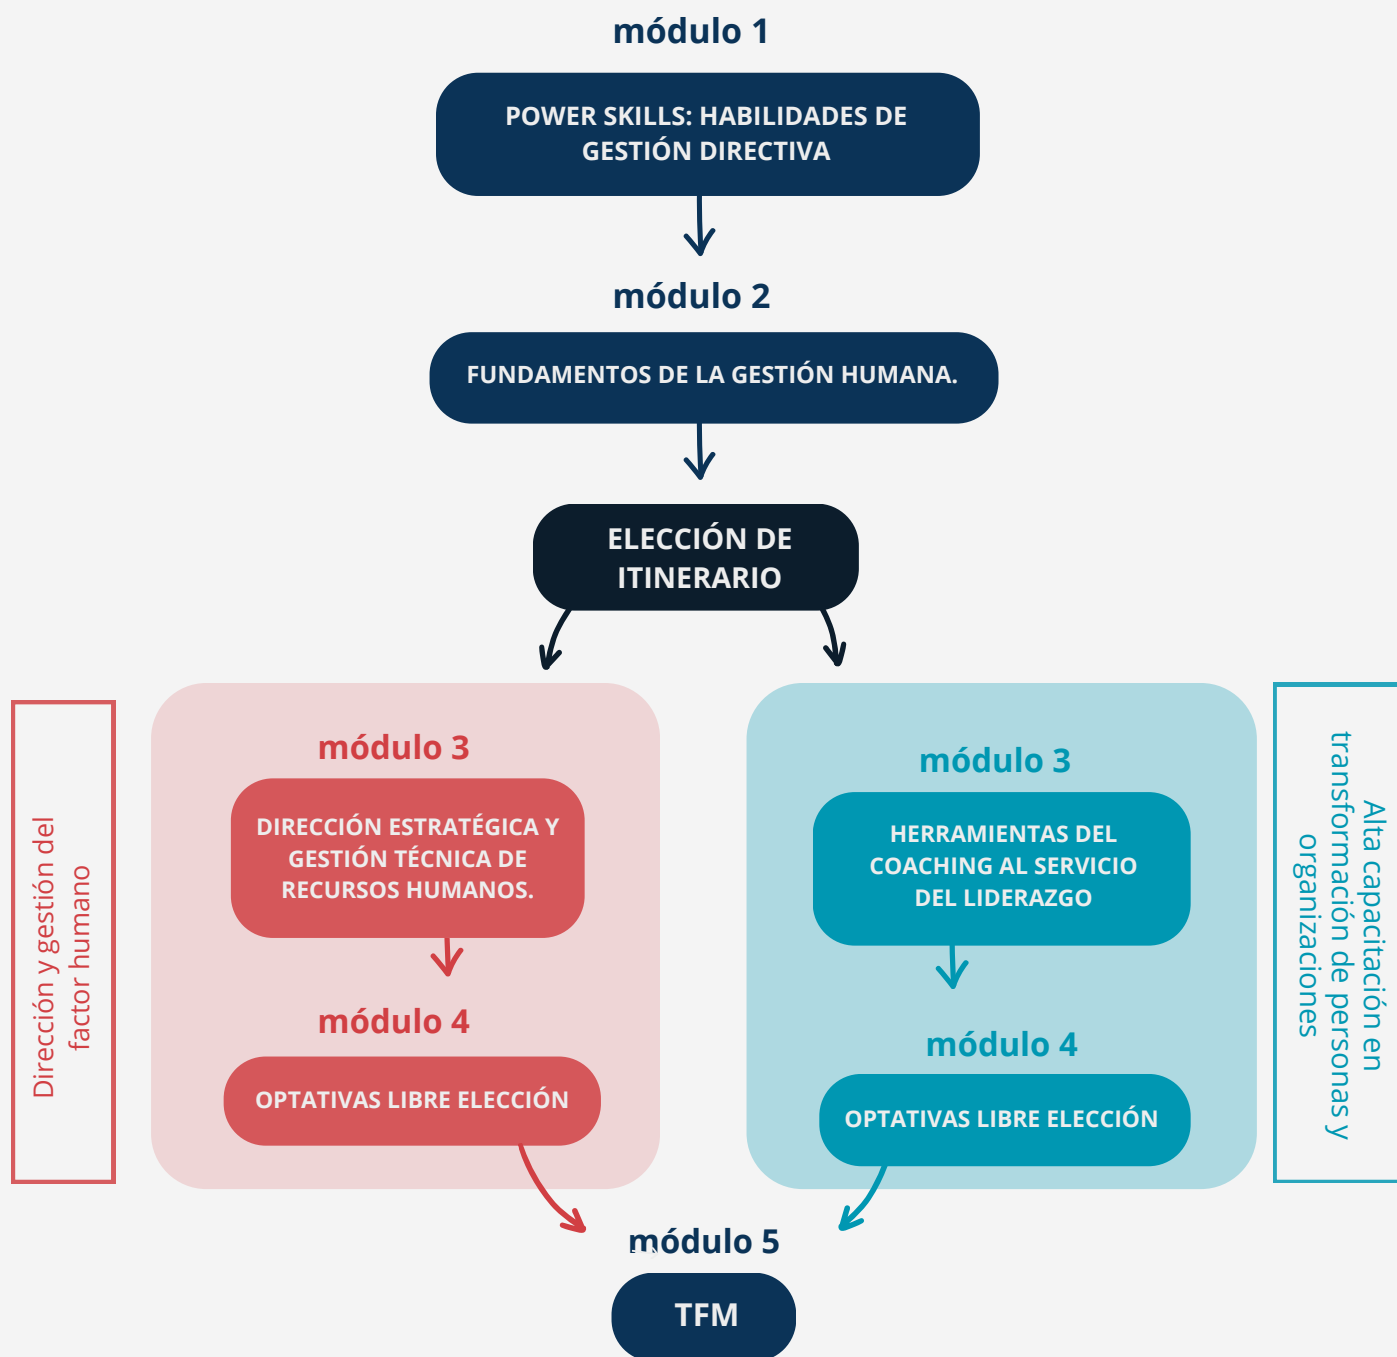 módulo 1
POWER SKILLS: HABILIDADES DE
GESTIÓN DIRECTIVA
módulo 2
FUNDAMENTOS DE LA GESTIÓN HUMANA.
ELECCIÓN DE
ITINERARIO
Dirección y gestión del
factor humano
módulo 3
DIRECCIÓN ESTRATÉGICA Y
GESTIÓN TÉCNICA DE
RECURSOS HUMANOS.
módulo 4
OPTATIVAS LIBRE ELECCIÓN
módulo 3
HERRAMIENTAS DEL
COACHING AL SERVICIO
DEL LIDERAZGO
módulo 4
OPTATIVAS LIBRE ELECCIÓN
Alta capacitación en
transformación de personas y
organizaciones
módulo 5
TFM